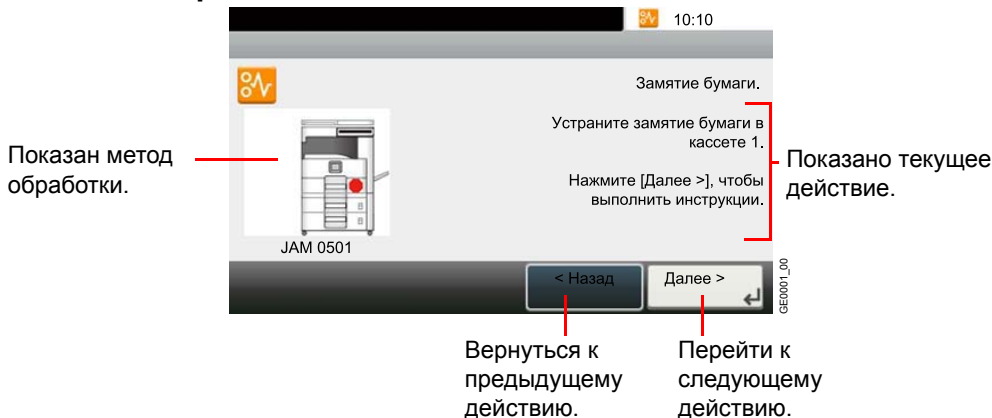 10:10
Замятие бумаги.
Устраните замятие бумаги в
кассете 1.
Нажмите [Далее >], чтобы
выполнить инструкции.
JAM 0501
< Назад
Далее >
Показан метод
обработки.
Показано текущее
действие.
GE0001_00
Вернуться к
предыдущему
действию.
Перейти к
следующему
действию.